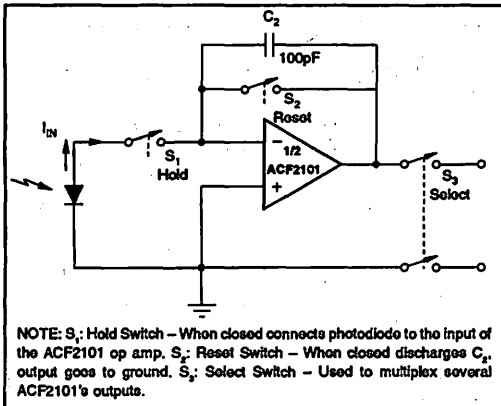 C₂
100pF
S₂
Reset
I_IN
S₁
Hold
−
1/2
ACF2101
+
S₃
Select
NOTE: S₁: Hold Switch – When closed connects photodiode to the input of
the ACF2101 op amp. S₂: Reset Switch – When closed discharges C₂,
output goes to ground. S₃: Select Switch – Used to multiplex several
ACF2101's outputs.